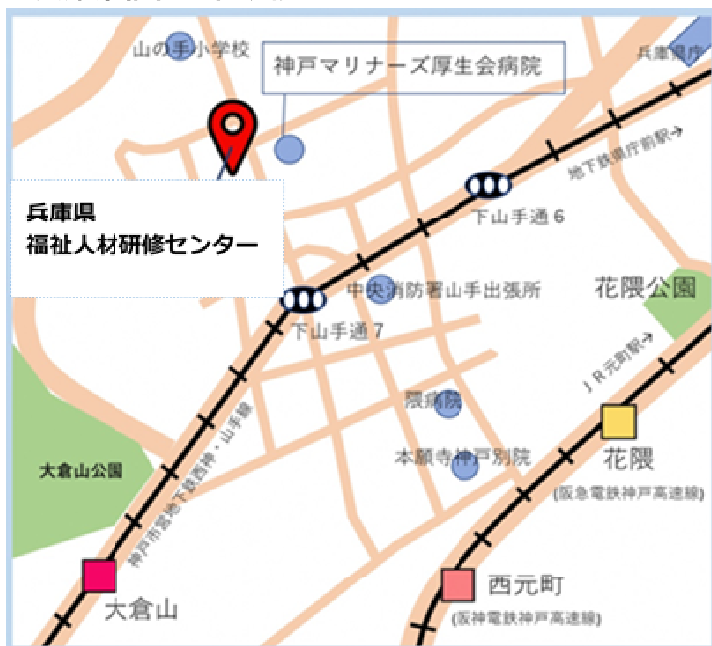 山の手小学校
兵庫県庁
神戸マリナーズ厚生会病院
地下鉄県庁前駅→
兵庫県
福祉人材研修センター
下山手通6
中央消防署山手出張所
花隈公園
下山手通7
JR元町駅→
隈病院
花隈
本願寺神戸別院
(阪急電鉄神戸高速線)
大倉山公園
神戸市営地下鉄西神・山手線
大倉山
西元町
(阪神電鉄神戸高速線)